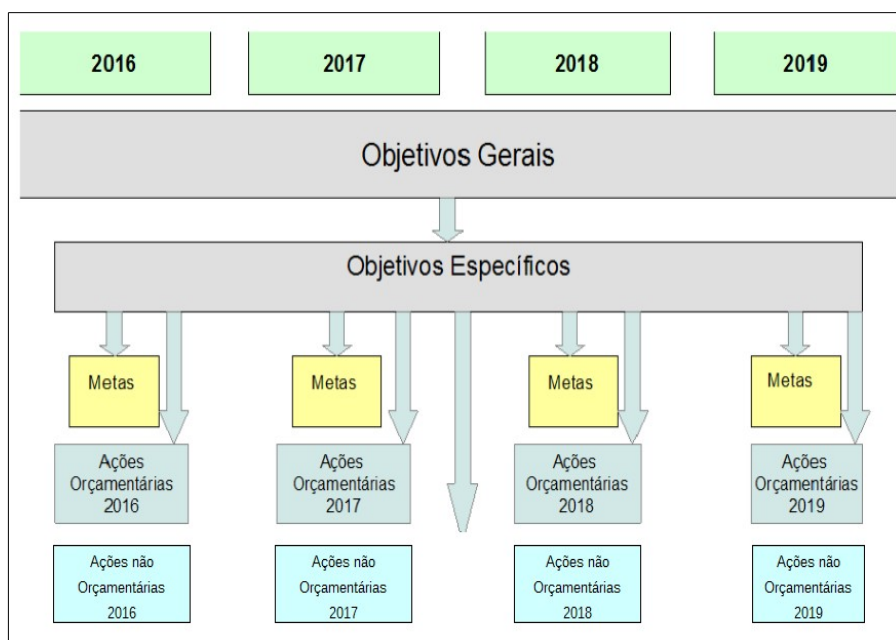 2016 2017 2018 2019
Objetivos Gerais
Objetivos Específicos
Metas Metas Metas Metas
Ações
Orçamentárias
2016
Ações
Orçamentárias
2017
Ações
Orçamentárias
2018
Ações
Orçamentárias
2019
Ações não
Orçamentárias
2016
Ações não
Orçamentárias
2017
Ações não
Orçamentárias
2018
Ações não
Orçamentárias
2019